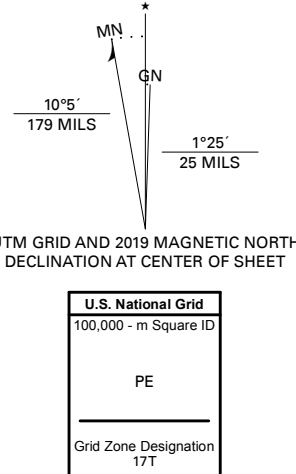 ★
MN
GN
10°5´
179 MILS
1°25´
25 MILS
UTM GRID AND 2019 MAGNETIC NORTH
DECLINATION AT CENTER OF SHEET
U.S. National Grid
100,000 - m Square ID
PE
Grid Zone Designation
17T